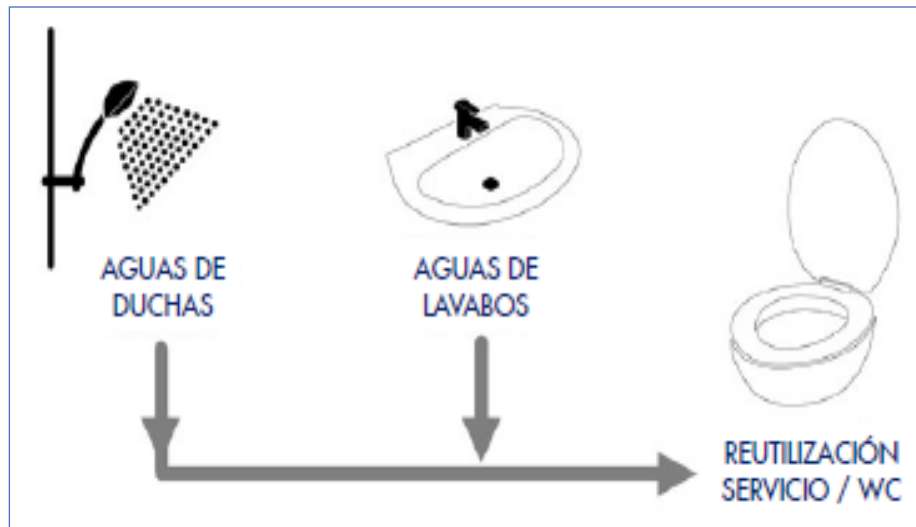 AGUAS DE
DUCHAS
AGUAS DE
LAVABOS
REUTILIZACIÓN
SERVICIO / WC